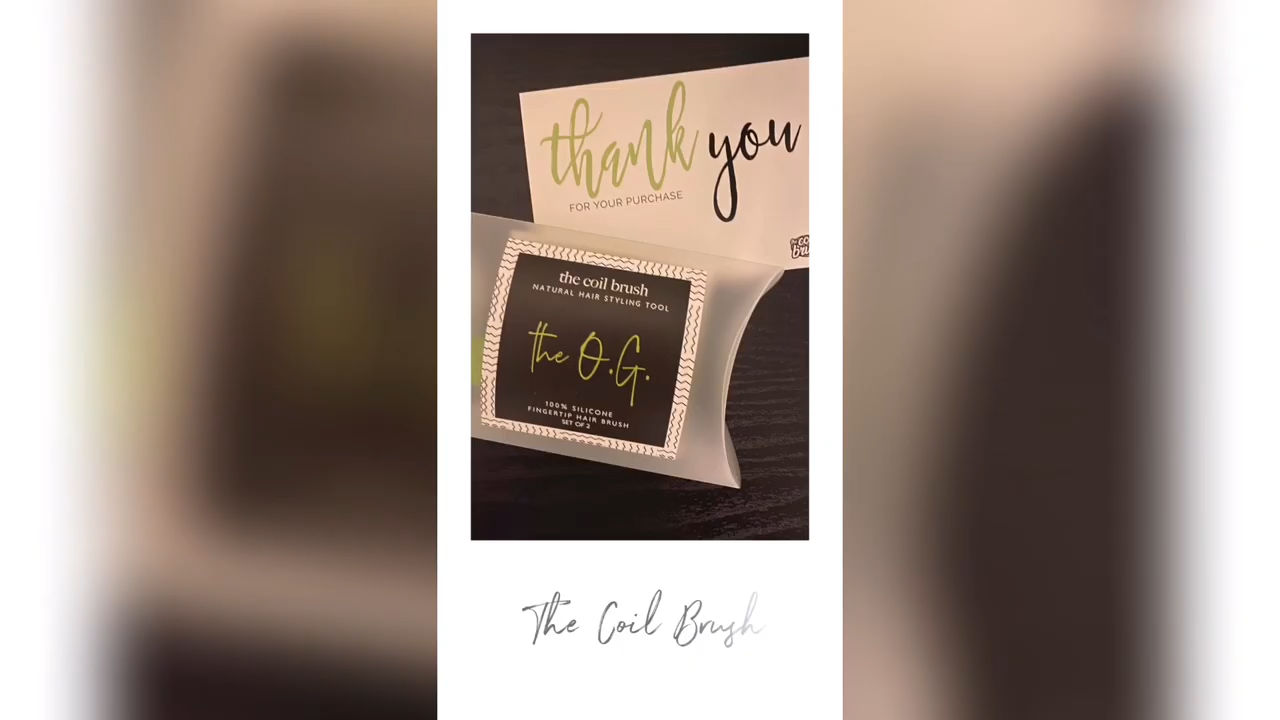 thank you
FOR YOUR PURCHASE
the coil brush
NATURAL HAIR STYLING TOOL
the O.G.
100% SILICONE
FINGERTIP HAIR BRUSH
SET OF 2
The Coil Brush